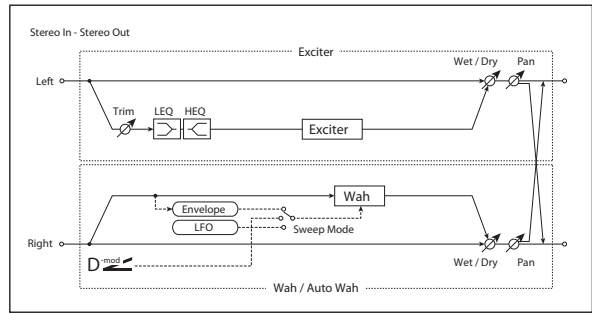 Stereo In - Stereo Out
Exciter
Wet / Dry Pan
Left
Trim LEQ HEQ
Exciter
Wah
Envelope
LFO
Sweep Mode
Right
D-mod
Wet / Dry Pan
Wah / Auto Wah